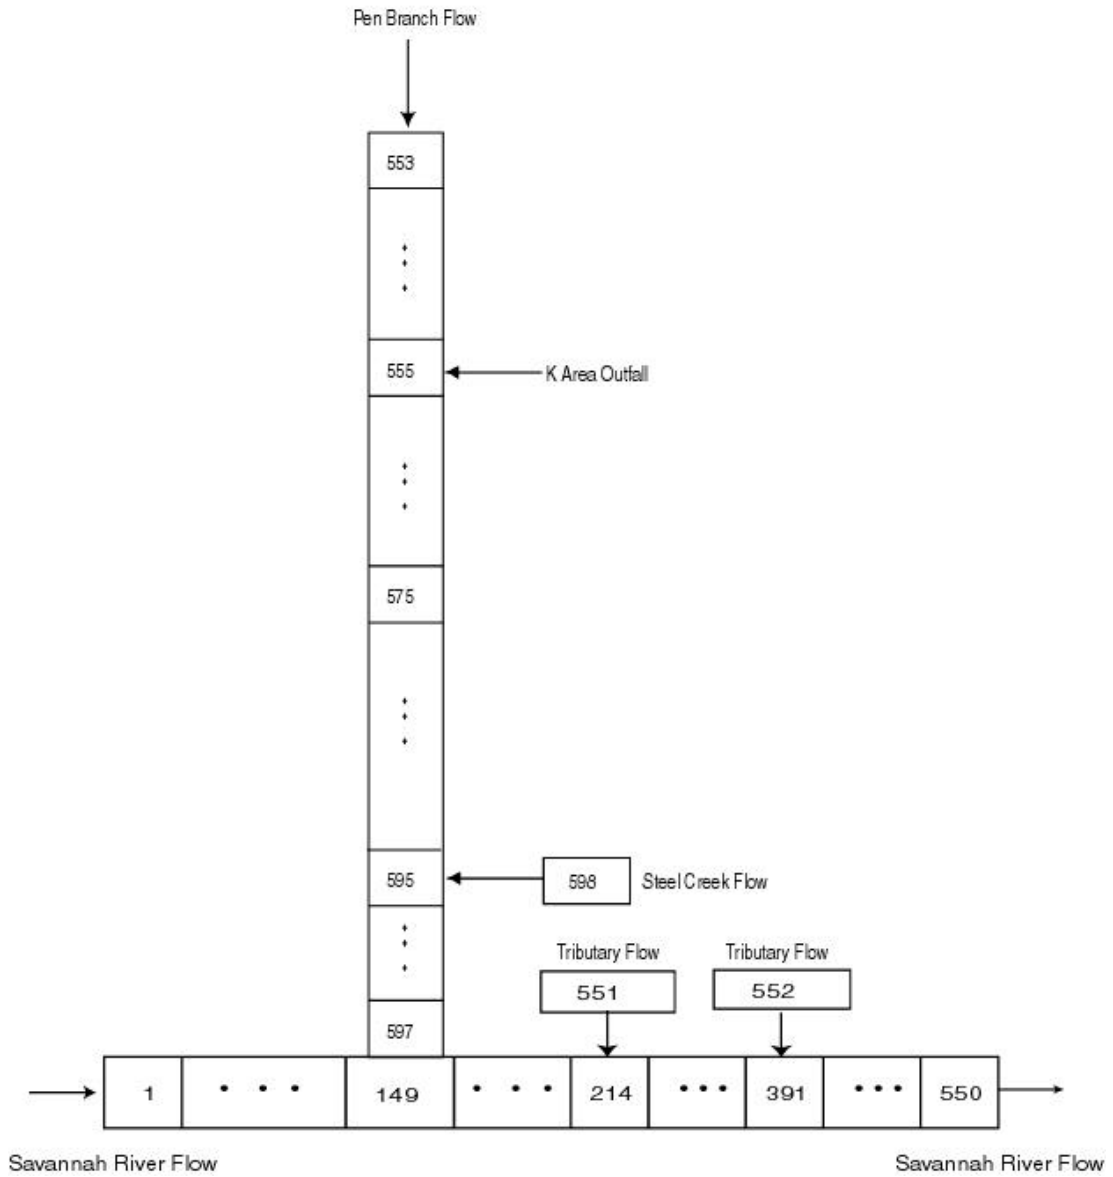 Pen Branch Flow
553
555
K Area Outfall
575
595
598
Steel Creek Flow
Tributary Flow
Tributary Flow
551
552
597
1 • • • 149 • • • 214 • • • 391 • • • 550
Savannah River Flow
Savannah River Flow